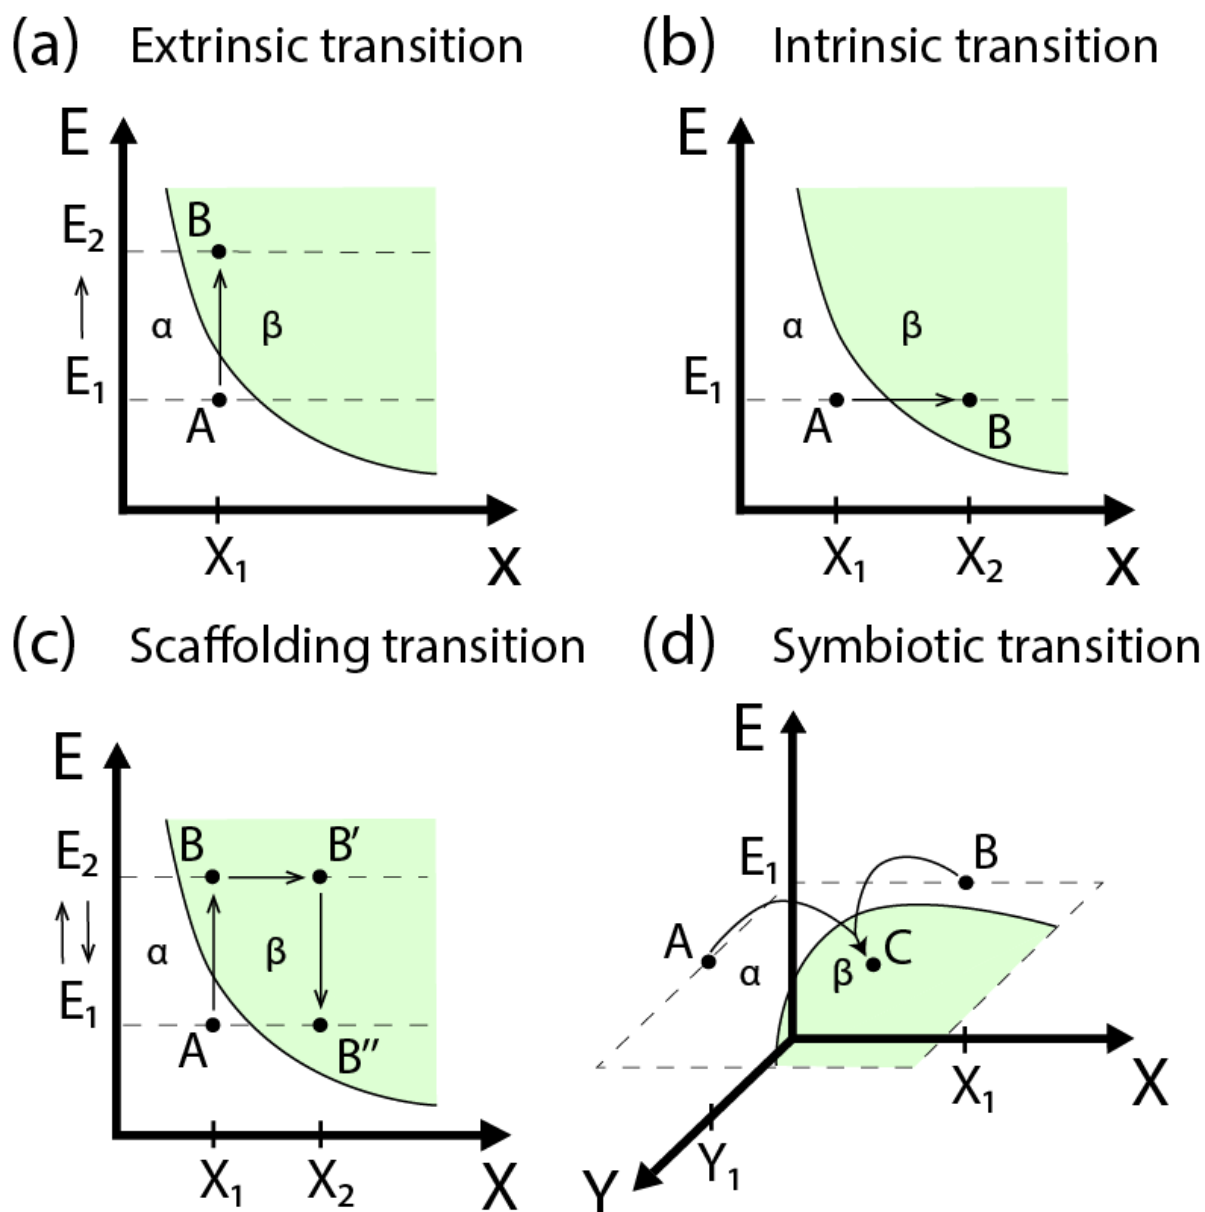 (a) Extrinsic transition
E
E₂
B
α
β
E₁
A
X₁
X
(b) Intrinsic transition
E
α
β
E₁
A
B
X₁
X₂
X
(c) Scaffolding transition
E
E₂
B
B′
α
β
E₁
A
B″
X₁
X₂
X
(d) Symbiotic transition
E
E₁
B
A
α
β
C
X₁
X
Y₁
Y